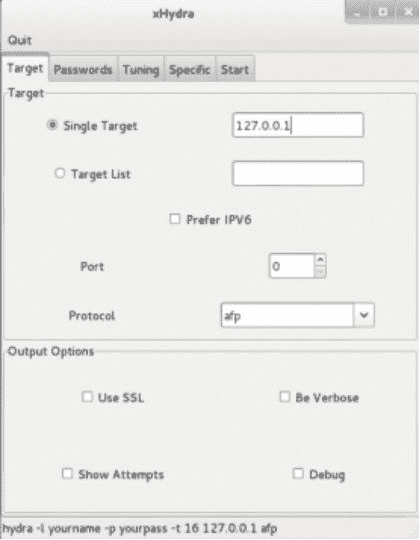 xHydra
Quit
Target Passwords Tuning Specific Start
Target
Single Target 127.0.0.1
Target List
Prefer IPV6
Port 0
Protocol afp
Output Options
Use SSL Be Verbose
Show Attempts Debug
hydra -l yourname -p yourpass -t 16 127.0.0.1 afp